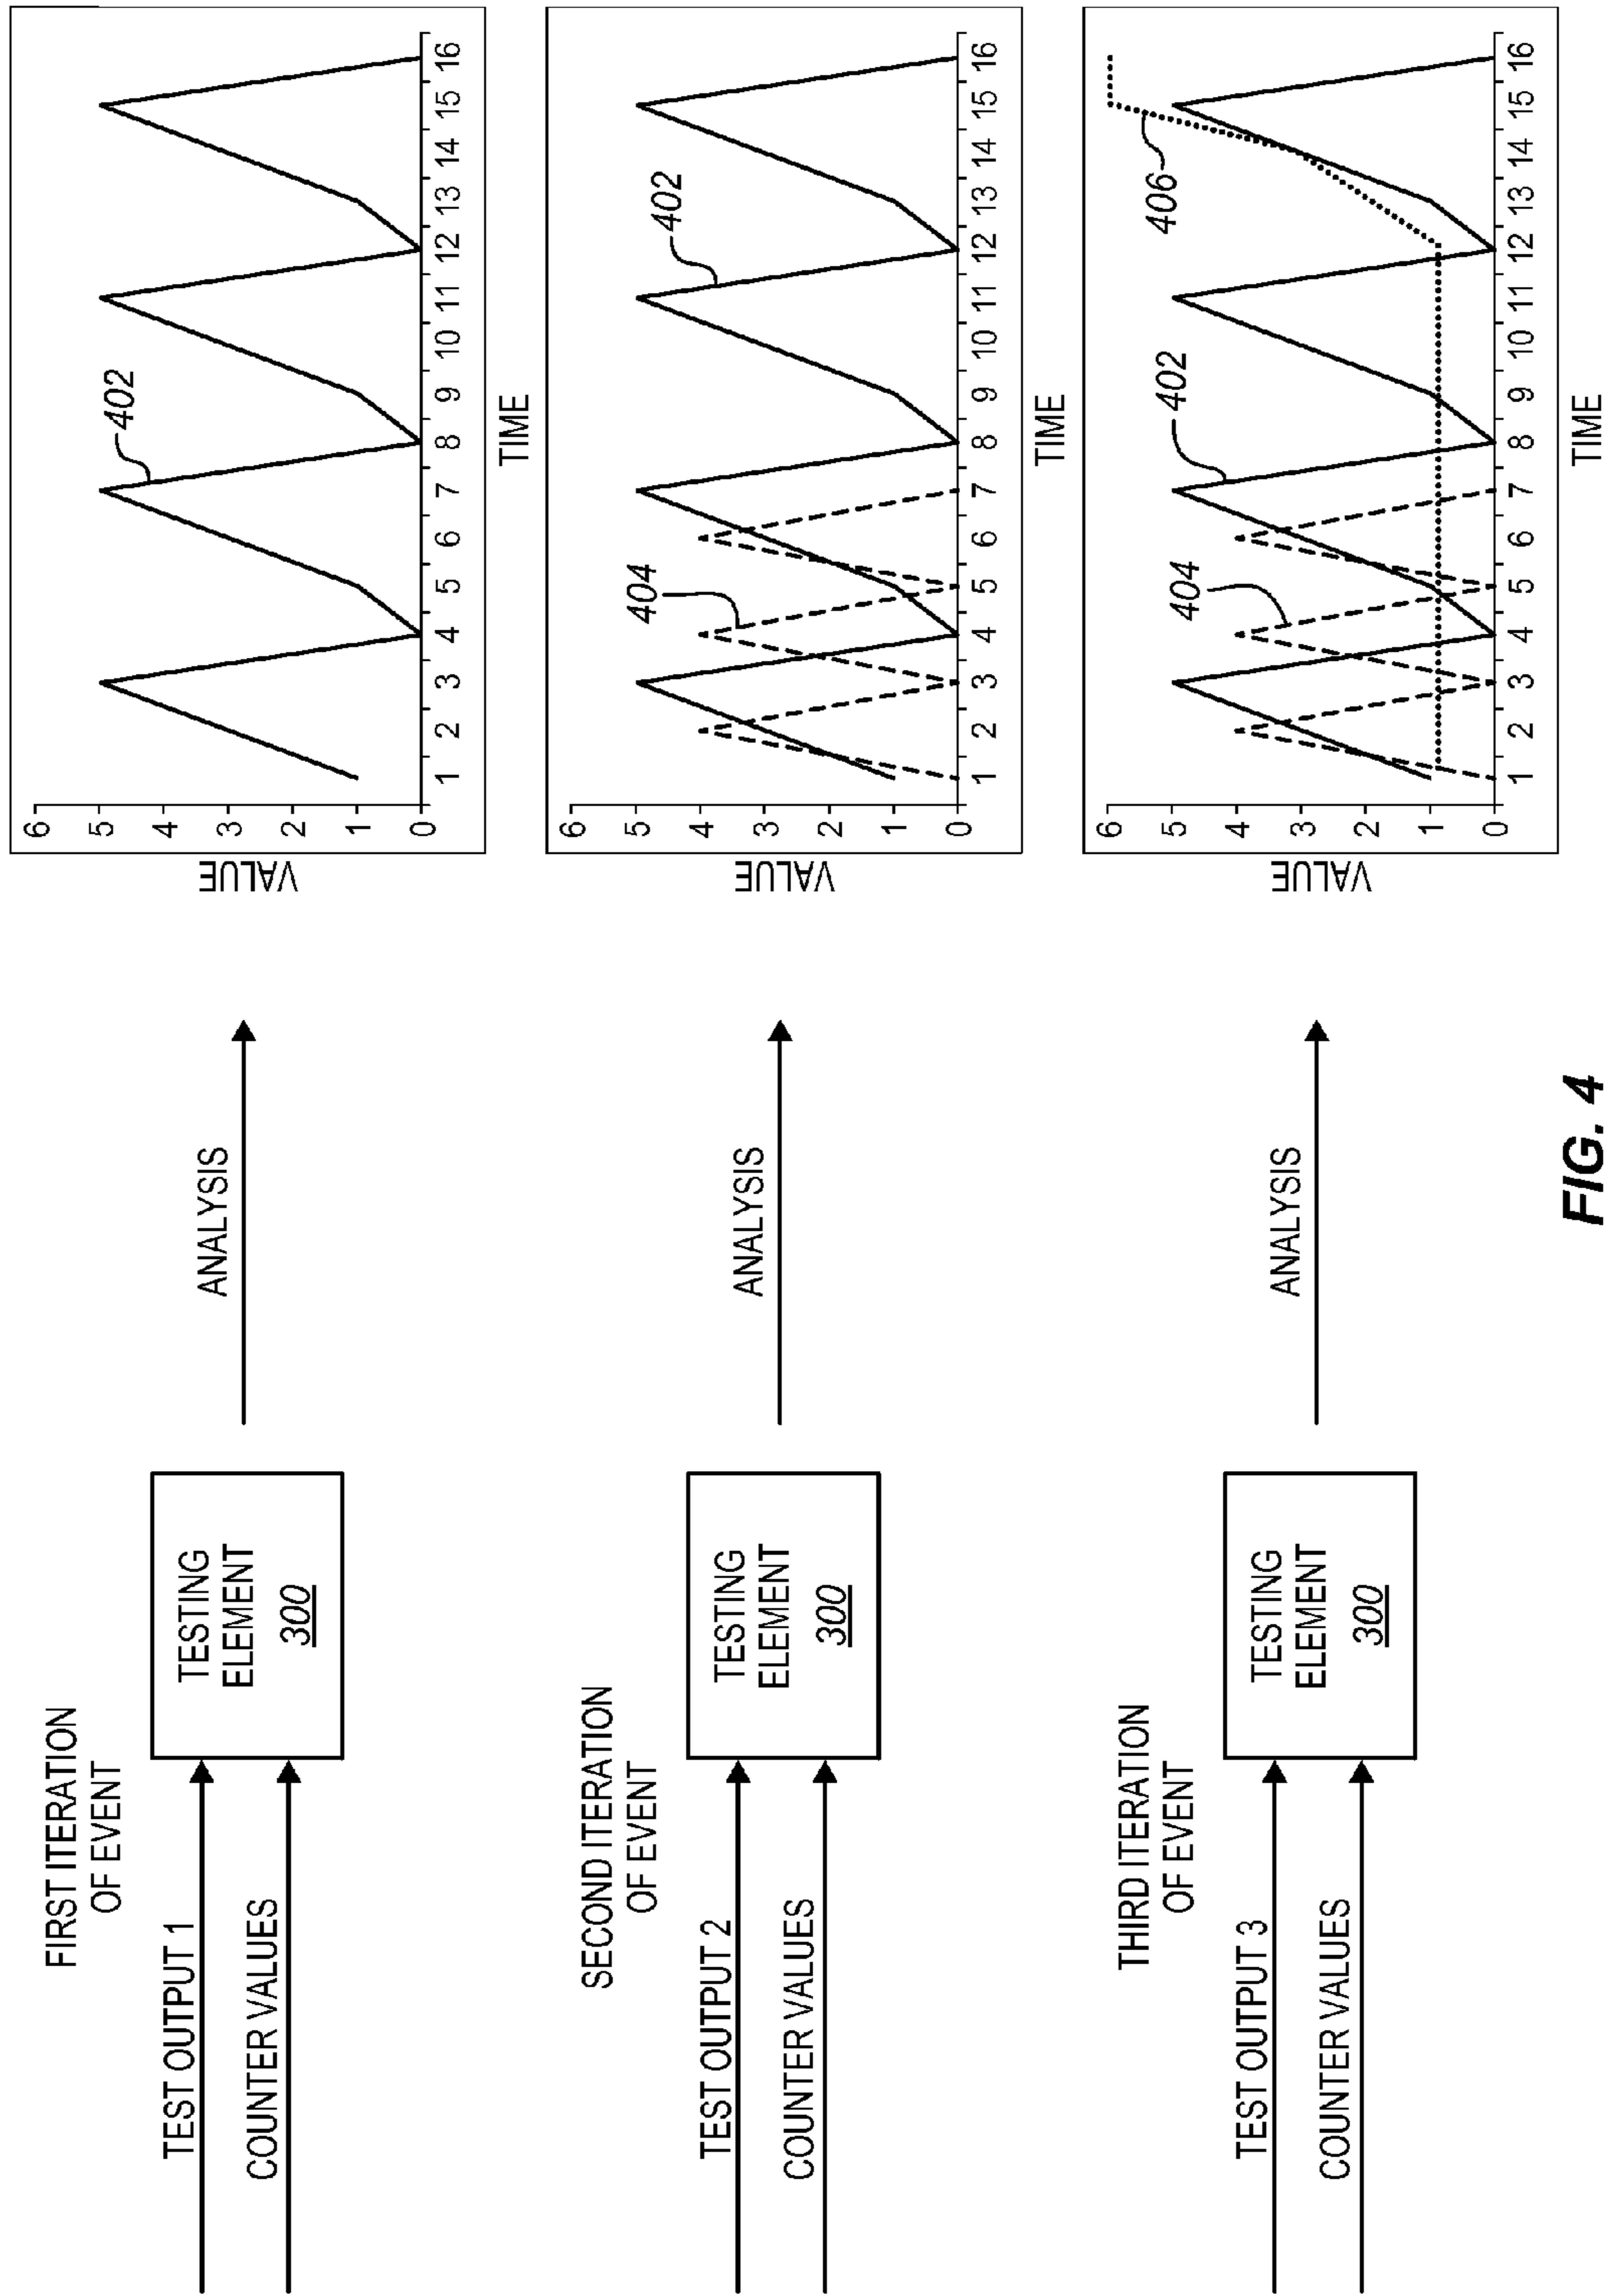 FIRST ITERATION
OF EVENT
TEST OUTPUT 1
COUNTER VALUES
TESTING
ELEMENT
300
ANALYSIS
VALUE
6
5
4
3
2
1
0
402
1 2 3 4 5 6 7 8 9 10 11 12 13 14 15 16
TIME
SECOND ITERATION
OF EVENT
TEST OUTPUT 2
COUNTER VALUES
TESTING
ELEMENT
300
ANALYSIS
VALUE
6
5
4
3
2
1
0
404
402
1 2 3 4 5 6 7 8 9 10 11 12 13 14 15 16
TIME
THIRD ITERATION
OF EVENT
TEST OUTPUT 3
COUNTER VALUES
TESTING
ELEMENT
300
ANALYSIS
VALUE
6
5
4
3
2
1
0
404
402
406
1 2 3 4 5 6 7 8 9 10 11 12 13 14 15 16
TIME
FIG. 4